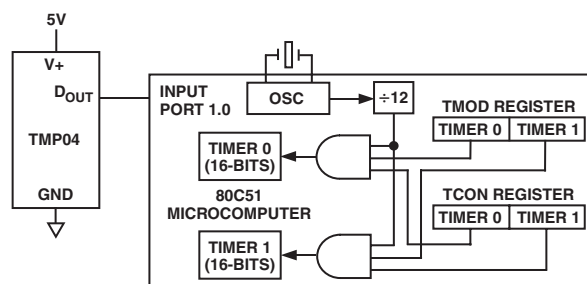 5V
V+
D OUT
TMP04
GND
INPUT
PORT 1.0
OSC
÷12
TIMER 0
(16-BITS)
80C51
MICROCOMPUTER
TIMER 1
(16-BITS)
TMOD REGISTER
TIMER 0 TIMER 1
TCON REGISTER
TIMER 0 TIMER 1